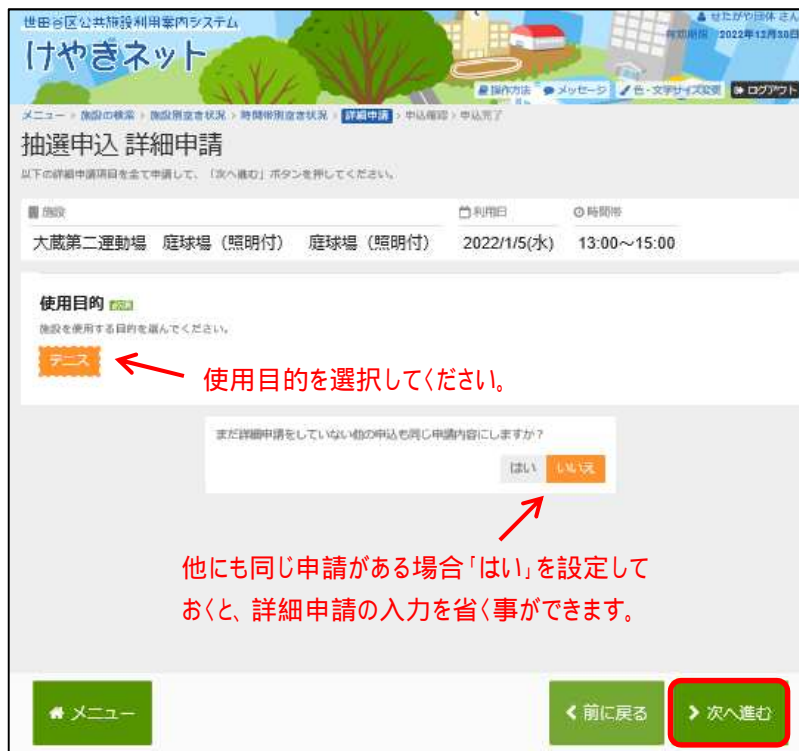 世田谷区公共施設利用案内システム
けやきネット
せたがや団体 さん
有効期限 2022年12月30日
操作方法 メッセージ 色・文字サイズ変更 ログアウト
メニュー > 施設の検索 > 施設別空き状況 > 時間帯別空き状況 > 詳細申請 > 申込確認 > 申込完了
抽選申込 詳細申請
以下の詳細申請項目を全て申請して、「次へ進む」ボタンを押してください。
施設 利用日 時間帯
大蔵第二運動場 庭球場（照明付） 庭球場（照明付） 2022/1/5(水) 13:00～15:00
使用目的 必須
施設を使用する目的を選んでください。
テニス
使用目的を選択してください。
まだ詳細申請をしていない他の申込も同じ申請内容にしますか？
はい いいえ
他にも同じ申請がある場合「はい」を設定して
おくと、詳細申請の入力を省く事ができます。
メニュー 前に戻る 次へ進む